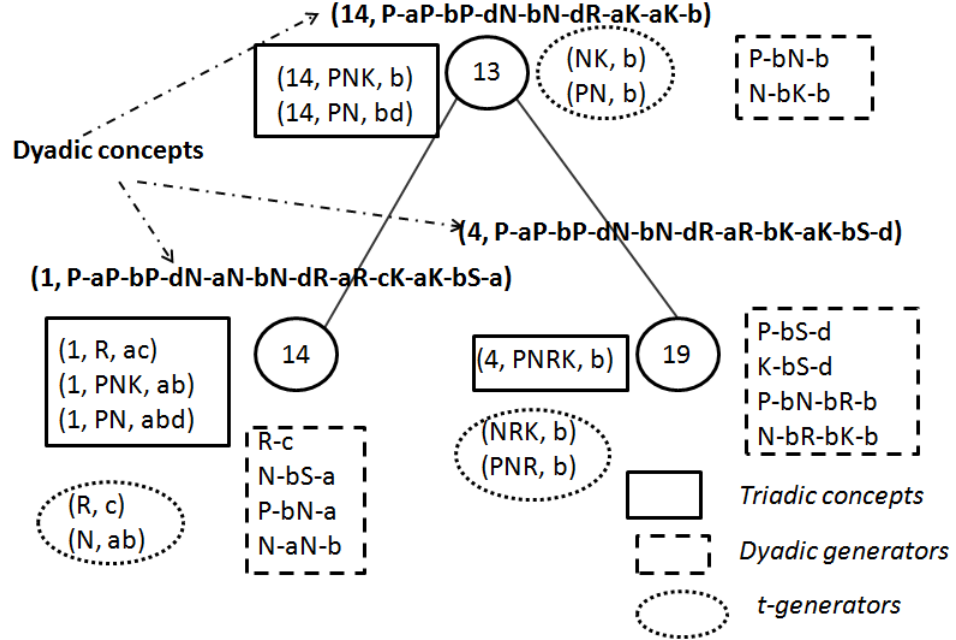 (14, P-aP-bP-dN-bN-dR-aK-aK-b)
(14, PNK, b)
(14, PN, bd)
13
(NK, b)
(PN, b)
P-bN-b
N-bK-b
Dyadic concepts
(4, P-aP-bP-dN-bN-dR-aR-bK-aK-bS-d)
(1, P-aP-bP-dN-aN-bN-dR-aR-cK-aK-bS-a)
(1, R, ac)
(1, PNK, ab)
(1, PN, abd)
14
(4, PNRK, b)
19
P-bS-d
K-bS-d
P-bN-bR-b
N-bR-bK-b
(R, c)
(N, ab)
R-c
N-bS-a
P-bN-a
N-aN-b
(NRK, b)
(PNR, b)
Triadic concepts
Dyadic generators
t-generators